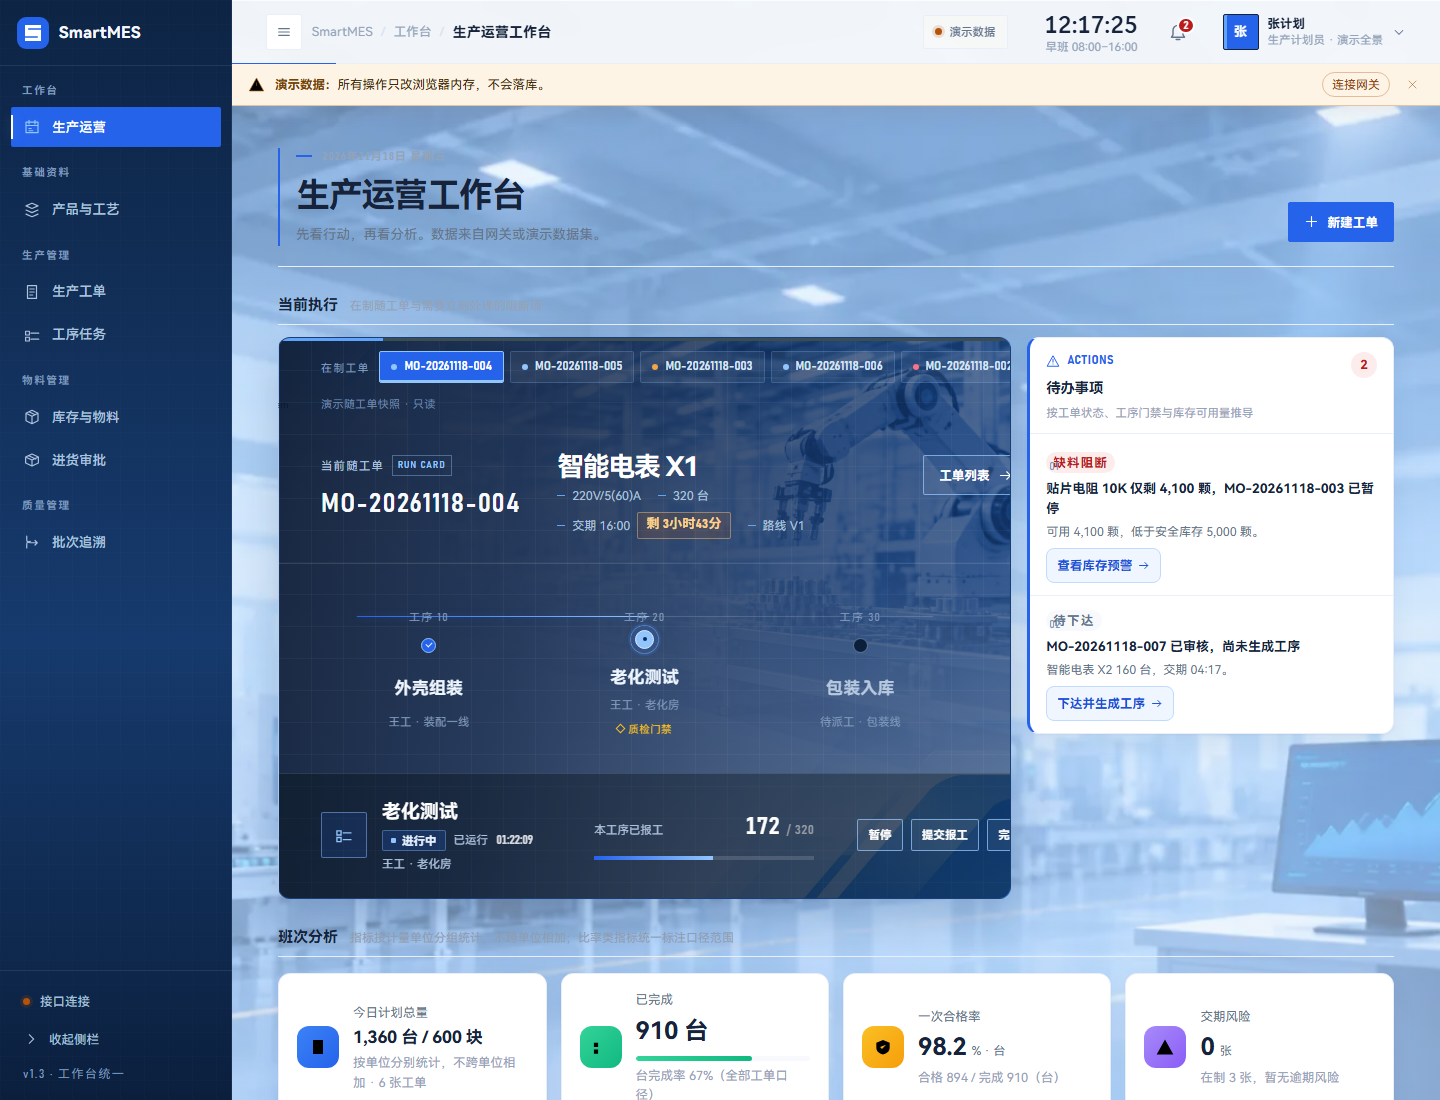 SmartMES
工作台
生产运营
基础资料
产品与工艺
生产管理
生产工单
工序任务
物料管理
库存与物料
进货审批
质量管理
批次追溯
接口连接
收起侧栏
v1.3 · 工作台统一
SmartMES / 工作台 / 生产运营工作台
演示数据
12:17:25
早班 08:00–16:00
2
张
张计划
生产计划员 · 演示全景
演示数据：所有操作只改浏览器内存，不会落库。
连接网关
生产运营工作台
先看行动，再看分析。数据来自网关或演示数据集。
新建工单
当前执行
在制工单
MO-20261118-004
MO-20261118-005
MO-20261118-003
MO-20261118-006
MO-20261118-002
演示随工单快照 · 只读
当前随工单
RUN CARD
MO-20261118-004
智能电表 X1
220V/5(60)A
320 台
交期 16:00
剩 3小时43分
路线 V1
工单列表 →
工序 10
外壳组装
王工 · 装配一线
工序 20
老化测试
王工 · 老化房
质检门禁
工序 30
包装入库
待派工 · 包装线
老化测试
进行中
已运行 01:22:09
王工 · 老化房
本工序已报工
172 / 320
暂停
提交报工
完
ACTIONS
2
待办事项
按工单状态、工序门禁与库存可用量推导
缺料阻断
贴片电阻 10K 仅剩 4,100 颗，MO-20261118-003 已暂
停
可用 4,100 颗，低于安全库存 5,000 颗。
查看库存预警 →
待下达
MO-20261118-007 已审核，尚未生成工序
智能电表 X2 160 台，交期 04:17。
下达并生成工序 →
班次分析
今日计划总量
1,360 台 / 600 块
按单位分别统计，不跨单位相
加 · 6 张工单
已完成
910 台
台完成率 67%（全部工单口
径）
一次合格率
98.2 % · 台
合格 894 / 完成 910（台）
交期风险
0 张
在制 3 张，暂无逾期风险